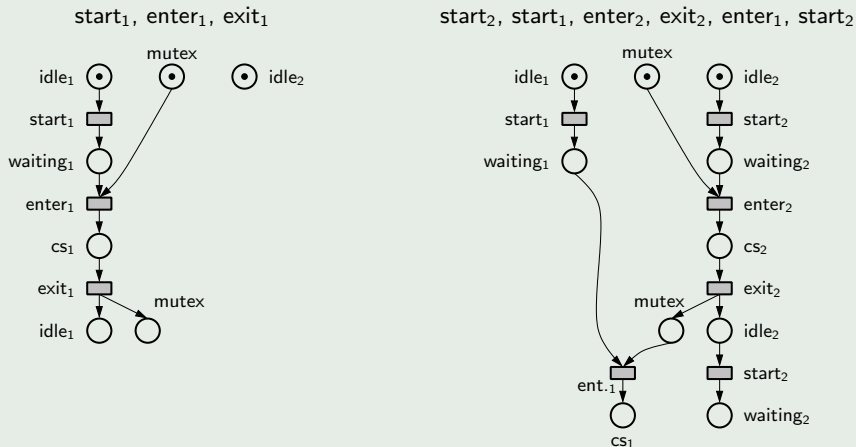 start₁, enter₁, exit₁
mutex
idle₁
idle₂
start₁
waiting₁
enter₁
cs₁
exit₁
mutex
idle₁
start₂, start₁, enter₂, exit₂, enter₁, start₂
mutex
idle₁
idle₂
start₁
start₂
waiting₁
waiting₂
enter₂
cs₂
exit₂
mutex
idle₂
ent.₁
start₂
waiting₂
cs₁